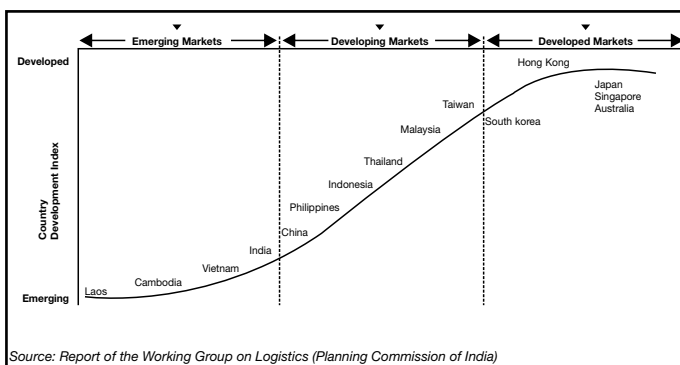 Emerging Markets
Developing Markets
Developed Markets
Developed
Hong Kong
Japan
Singapore
Australia
Taiwan
South korea
Malaysia
Thailand
Indonesia
Philippines
China
India
Vietnam
Cambodia
Laos
Country
Development Index
Emerging
Source: Report of the Working Group on Logistics (Planning Commission of India)